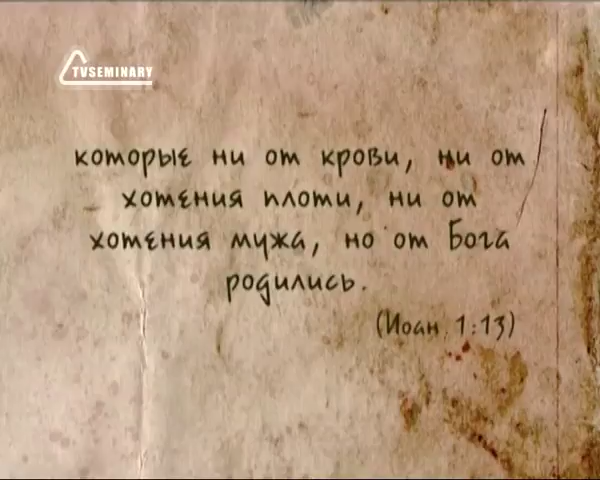 TVSEMINARY
которые ни от крови, ни от
хотения плоти, ни от
хотения мужа, но от Бога
родились.
(Иоан. 1:13)